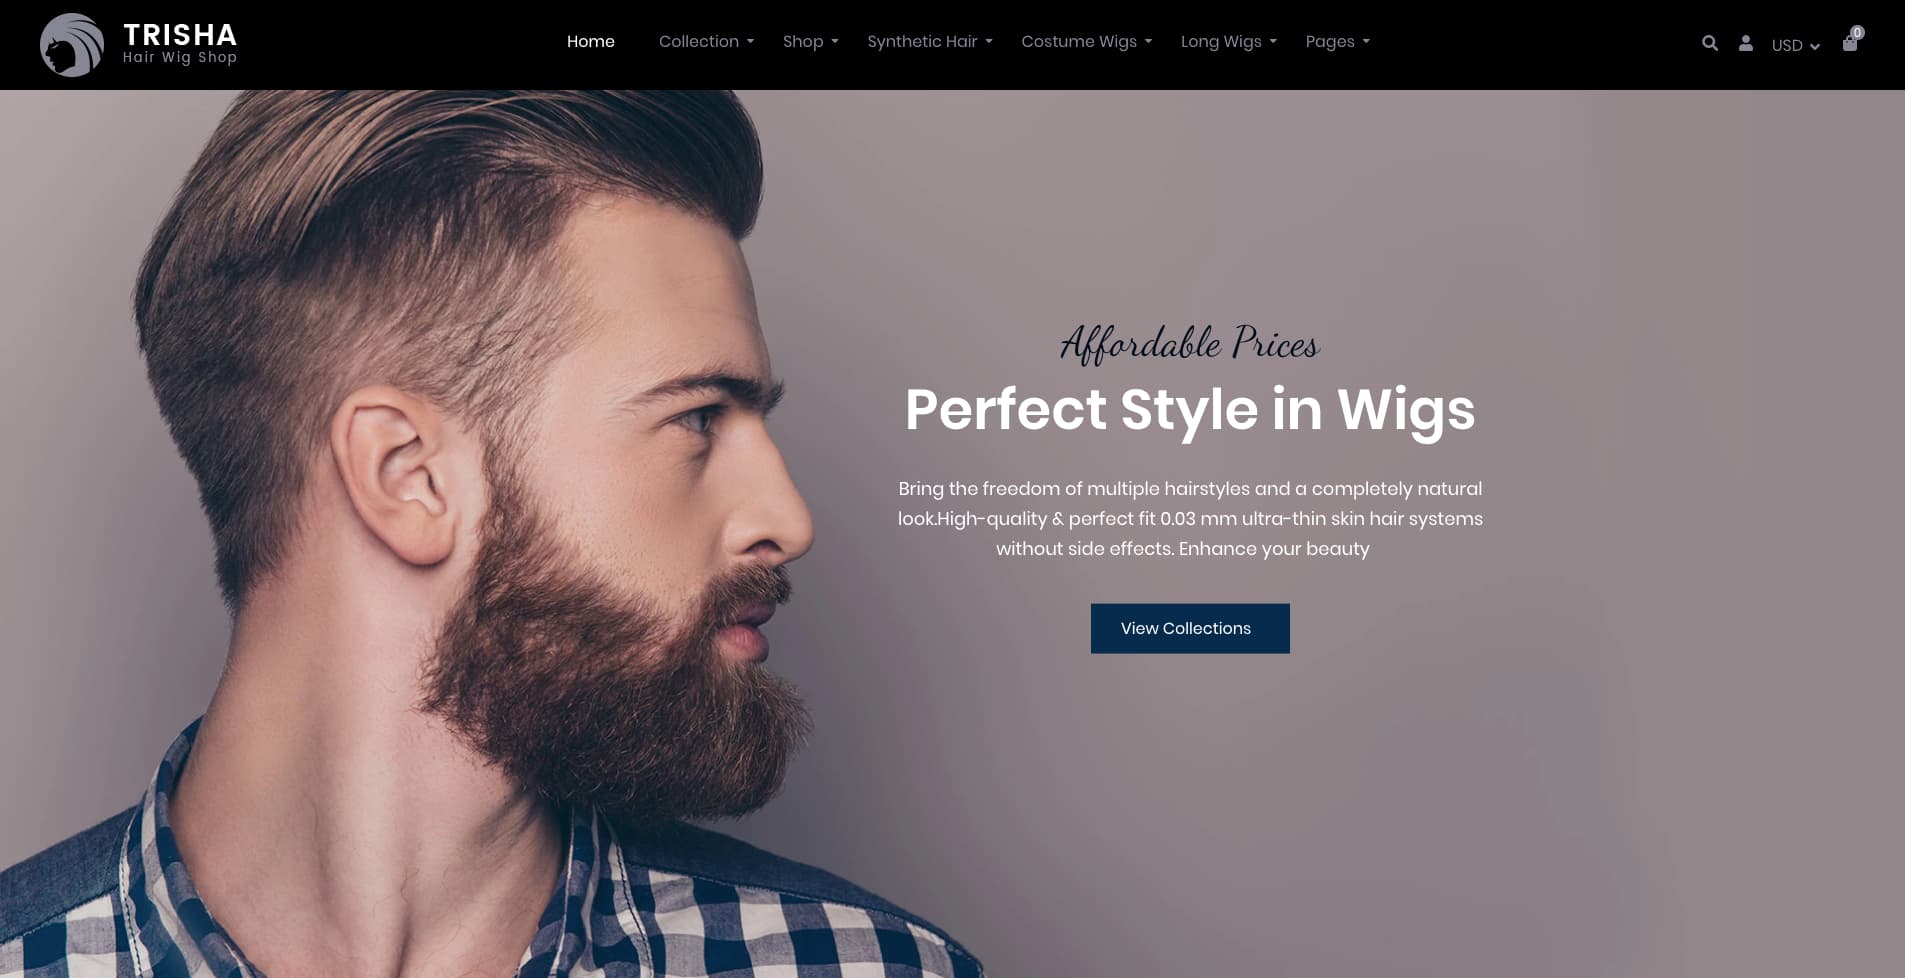 TRISHA
Hair Wig Shop
Home
Collection
Shop
Synthetic Hair
Costume Wigs
Long Wigs
Pages
USD
0
Affordable Prices
Perfect Style in Wigs
Bring the freedom of multiple hairstyles and a completely natural
look.High-quality & perfect fit 0.03 mm ultra-thin skin hair systems
without side effects. Enhance your beauty
View Collections